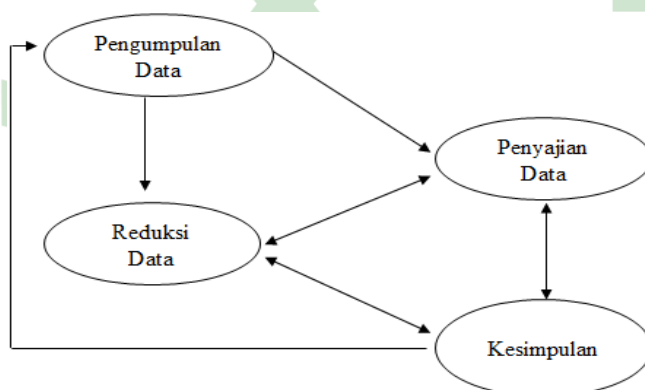 Pengumpulan
Data
Penyajian
Data
Reduksi
Data
Kesimpulan